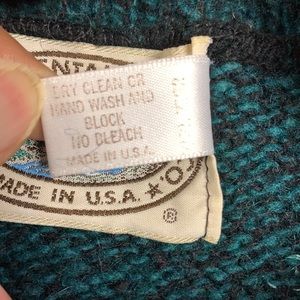 DRY CLEAN OR
HAND WASH AND
BLOCK
NO BLEACH
MADE IN U.S.A.
MADE IN U.S.A.
®